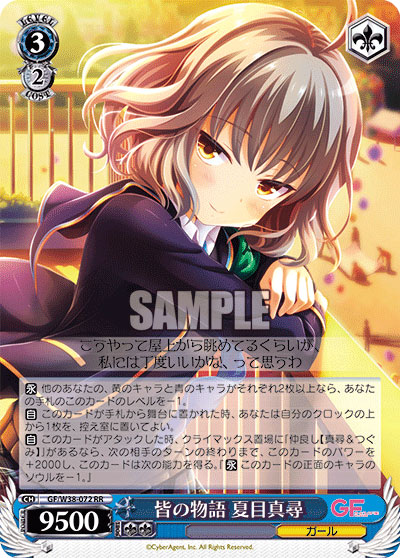 LEVEL
3
2
COST
SAMPLE
こうやって屋上から眺めてるくらいが、
私には丁度いいかな、って思うわ
永 他のあなたの、黄のキャラと青のキャラがそれぞれ2枚以上なら、あなた
の手札のこのカードのレベルを－1。
自 このカードが手札から舞台に置かれた時、あなたは自分のクロックの上
から1枚を、控え室に置いてよい。
自 このカードがアタックした時、クライマックス置場に「仲良し【真尋＆つぐ
み】」があるなら、次の相手のターンの終わりまで、このカードのパワーを
＋2000し、このカードは次の能力を得る。『永 このカードの正面のキャラ
のソウルを－1。』
CH GF/W38-072 RR
皆の物語 夏目真尋
GF
9500
POWER
ガール
©CyberAgent, Inc. All Rights Reserved.